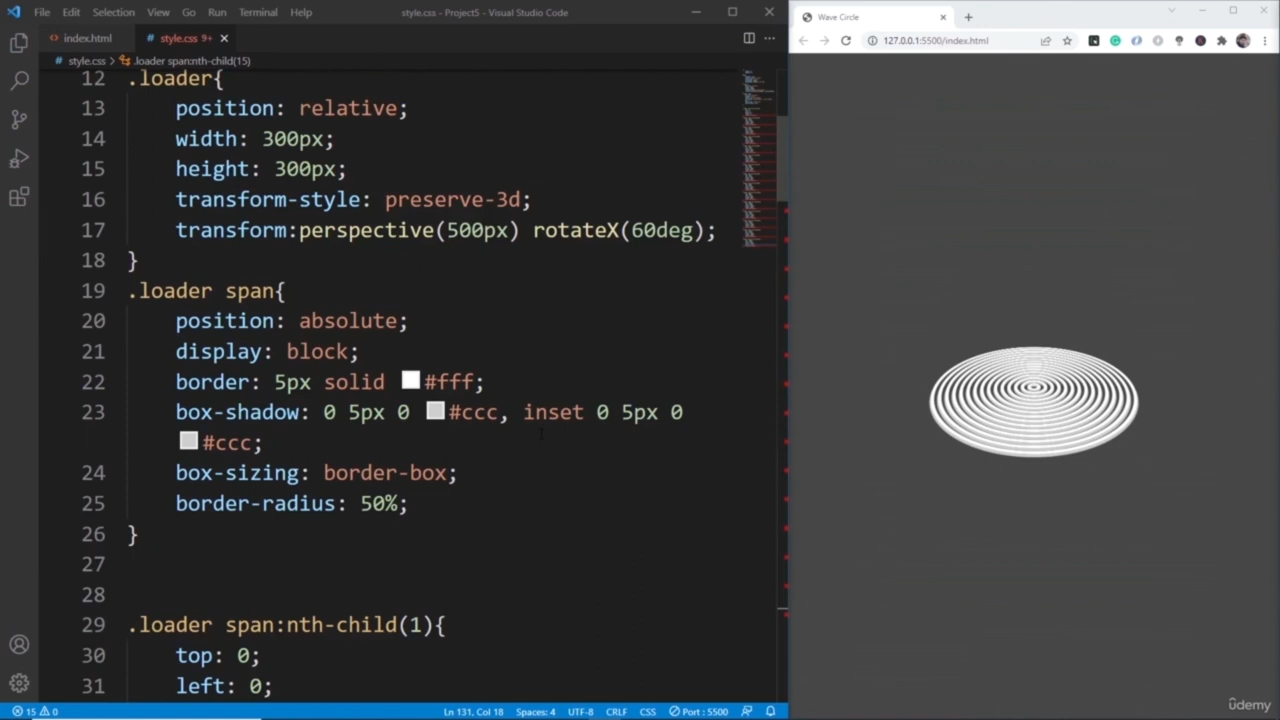 File Edit Selection View Go Run Terminal Help
style.css - Project5 - Visual Studio Code
index.html
style.css 9+
style.css > .loader span:nth-child(15)
12 .loader{
13 position: relative;
14 width: 300px;
15 height: 300px;
16 transform-style: preserve-3d;
17 transform:perspective(500px) rotateX(60deg);
18 }
19 .loader span{
20 position: absolute;
21 display: block;
22 border: 5px solid #fff;
23 box-shadow: 0 5px 0 #ccc, inset 0 5px 0
#ccc;
24 box-sizing: border-box;
25 border-radius: 50%;
26 }
27
28
29 .loader span:nth-child(1){
30 top: 0;
31 left: 0;
15 0
Ln 131, Col 18 Spaces: 4 UTF-8 CRLF CSS Port : 5500
Wave Circle
127.0.0.1:5500/index.html
udemy